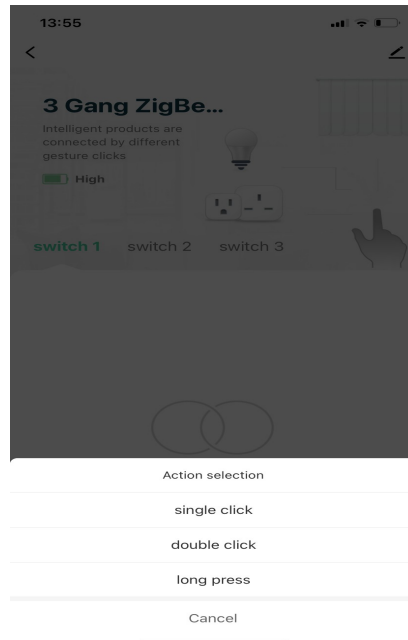 13:55
3 Gang ZigBe...
Intelligent products are
connected by different
gesture clicks
High
switch 1 switch 2 switch 3
Action selection
single click
double click
long press
Cancel